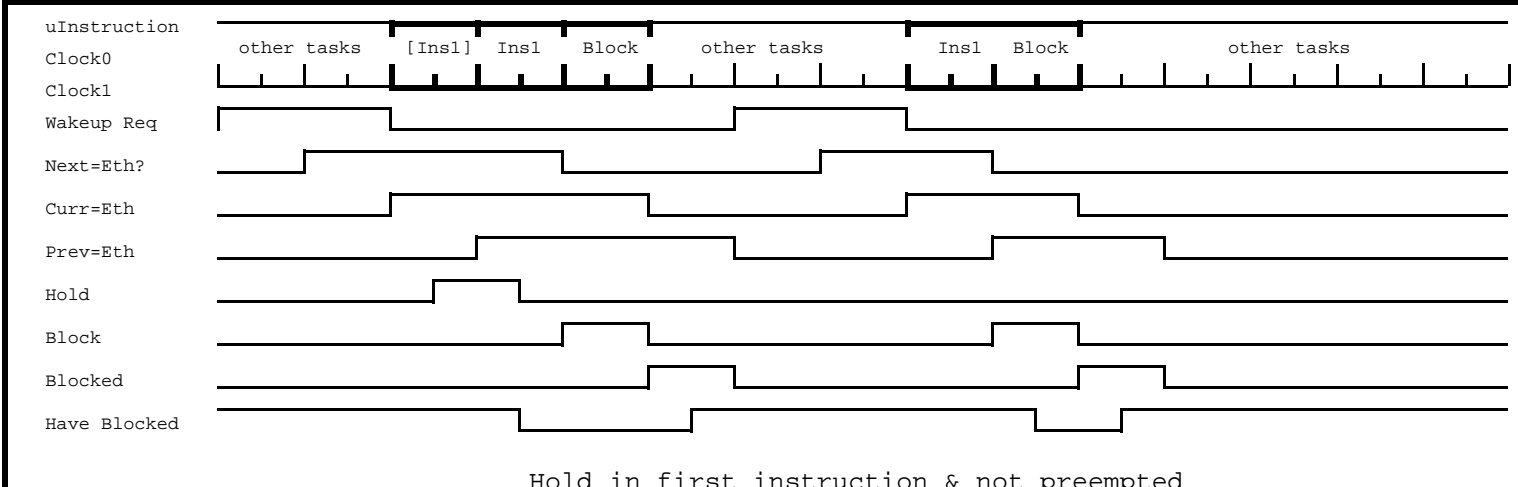 uInstruction
other tasks [Ins1] Ins1 Block other tasks Ins1 Block other tasks
Clock0
Clock1
Wakeup Req
Next=Eth?
Curr=Eth
Prev=Eth
Hold
Block
Blocked
Have Blocked
Hold in first instruction & not preempted